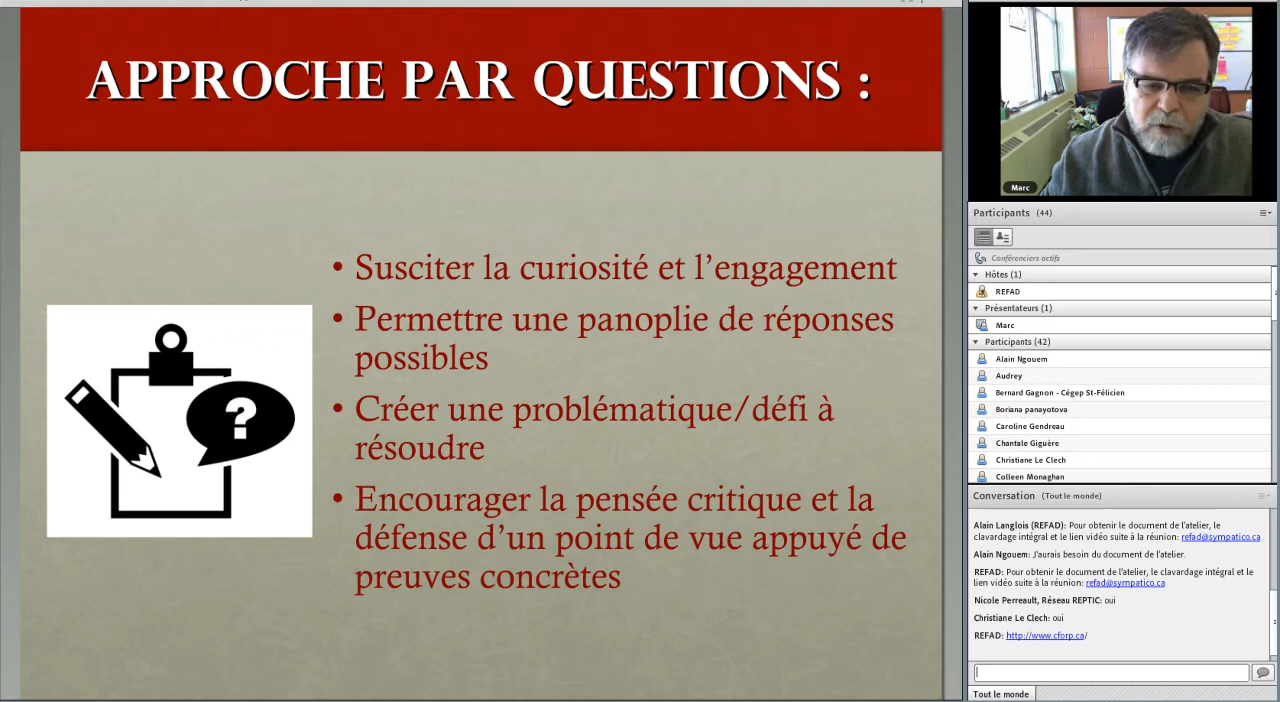 APPROCHE PAR QUESTIONS :
• Susciter la curiosité et l'engagement
• Permettre une panoplie de réponses
possibles
• Créer une problématique/défi à
résoudre
• Encourager la pensée critique et la
défense d'un point de vue appuyé de
preuves concrètes
?
Marc
Participants (44)
Conférenciers actifs
Hôtes (1)
REFAD
Présentateurs (1)
Marc
Participants (42)
Alain Ngouem
Audrey
Bernard Gagnon - Cégep St-Félicien
Boriana panayotova
Caroline Gendreau
Chantale Giguère
Christiane Le Clech
Colleen Monaghan
Conversation (Tout le monde)
Alain Langlois (REFAD): Pour obtenir le document de l'atelier, le
clavardage intégral et le lien vidéo suite à la réunion: refad@sympatico.ca
Alain Ngouem: J'aurais besoin du document de l'atelier.
REFAD: Pour obtenir le document de l'atelier, le clavardage intégral et le
lien vidéo suite à la réunion: refad@sympatico.ca
Nicole Perreault, Réseau REPTIC: oui
Christiane Le Clech: oui
REFAD: http://www.cforp.ca/
Tout le monde